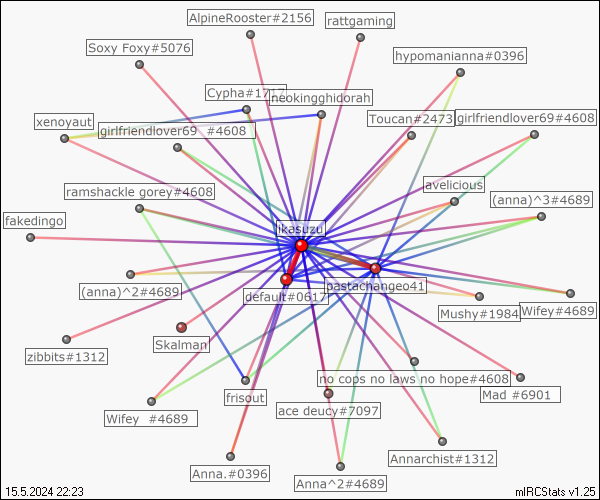 AlpineRooster#2156
rattgaming
Soxy Foxy#5076
hypomanianna#0396
Cypha#1717
neokingghidorah
xenoyaut
girlfriendlover69 #4608
Toucan#2473
girlfriendlover69#4608
ramshackle gorey#4608
avelicious
(anna)^3#4689
fakedingo
ikasuzu
(anna)^2#4689
default#0617
pastachangeo41
Mushy#1984
Wifey#4689
Skalman
zibbits#1312
no cops no laws no hope#4608
Mad #6901
frisout
Wifey #4689
ace deucy#7097
Anna.#0396
Annarchist#1312
Anna^2#4689
15.5.2024 22:23
mIRCStats v1.25